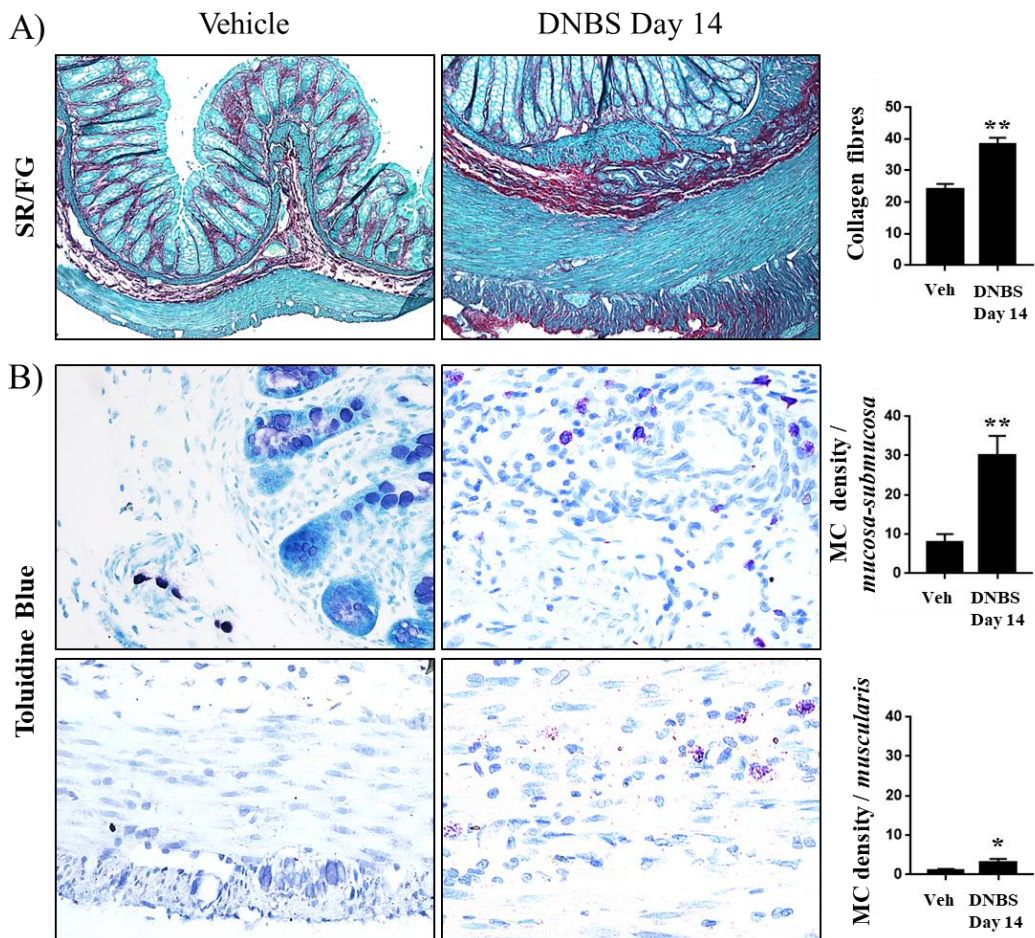 A)
Vehicle
DNBS Day 14
SR/FG
Collagen fibres
50
40
30
20
10
0
**
Veh
DNBS
Day 14
B)
Toluidine Blue
MC density /
mucosa-submucosa
40
30
20
10
0
**
Veh
DNBS
Day 14
MC density / muscularis
40
30
20
10
0
*
Veh
DNBS
Day 14